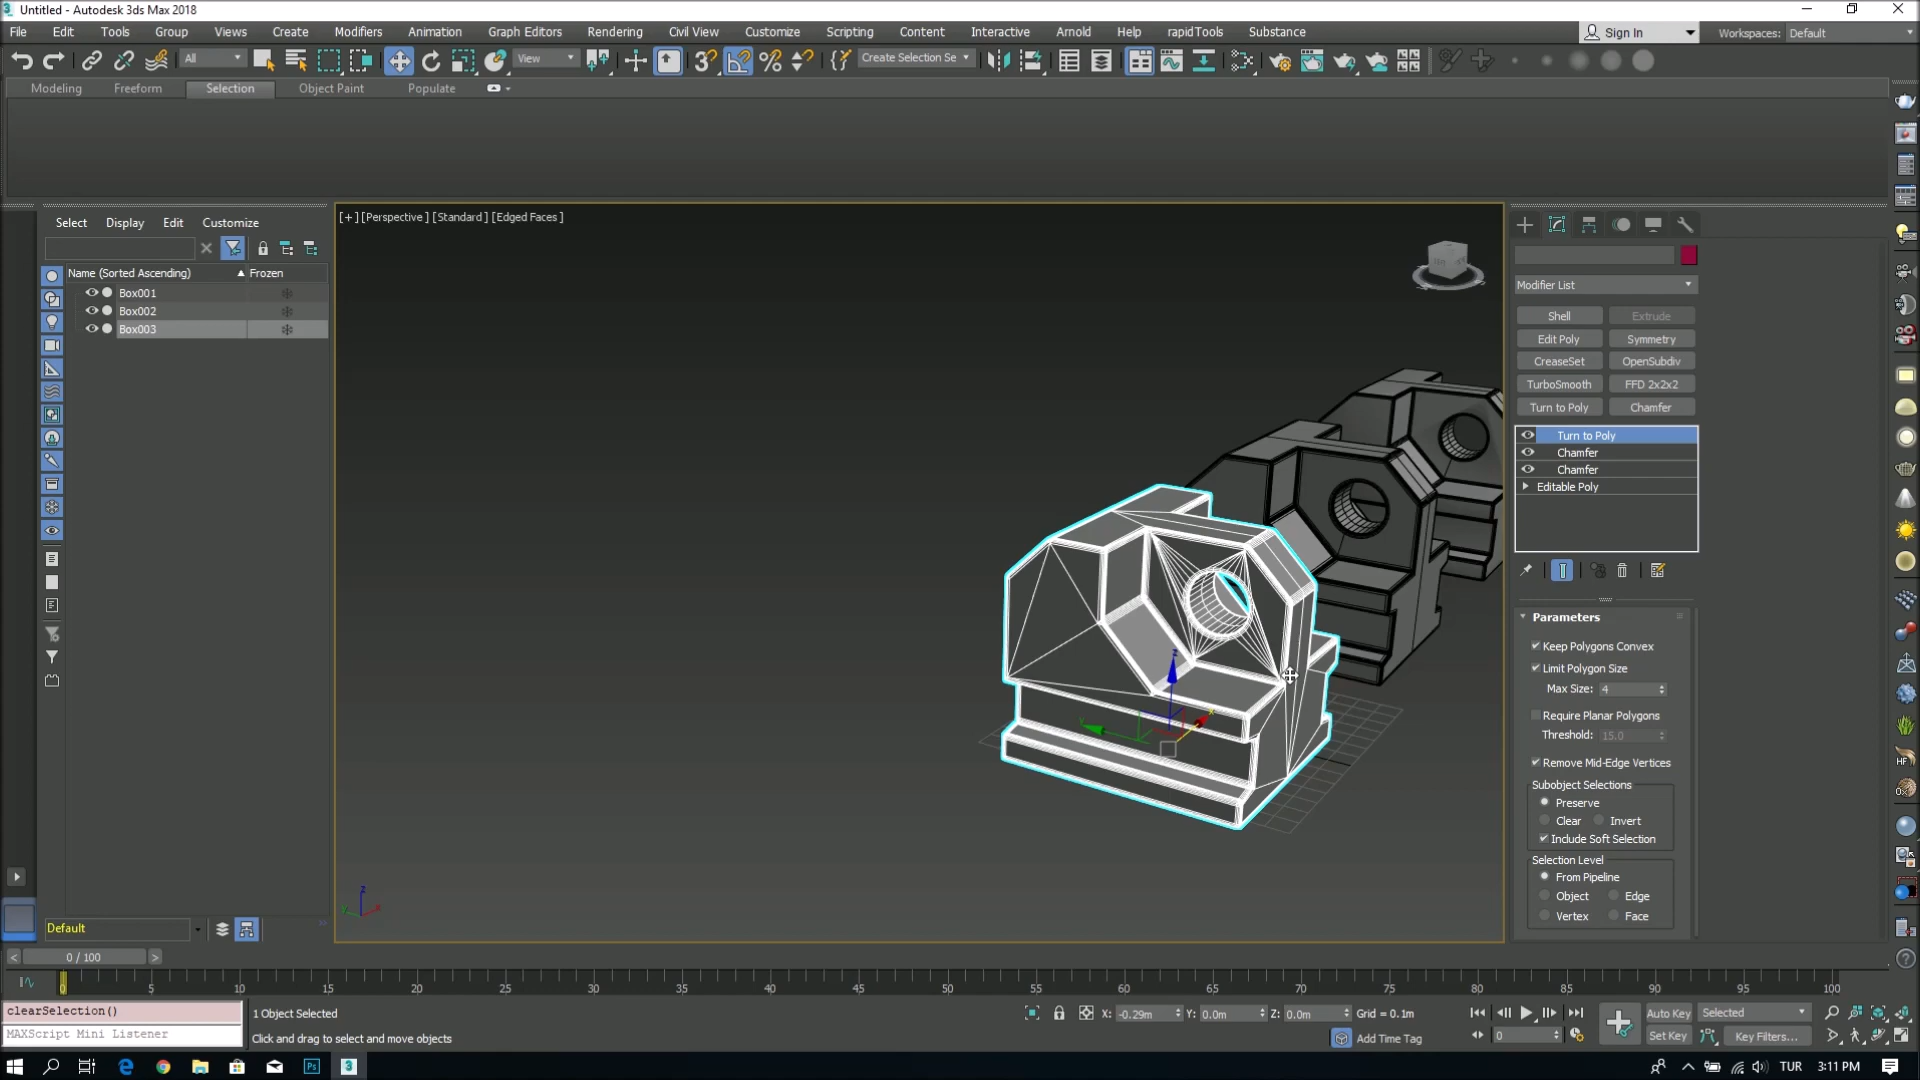 Untitled - Autodesk 3ds Max 2018
File Edit Tools Group Views Create Modifiers Animation Graph Editors Rendering Civil View Customize Scripting Content Interactive Arnold Help rapidTools Substance
Sign In
Workspaces: Default
All
View
Create Selection Se
Modeling Freeform Selection Object Paint Populate
Select Display Edit Customize
Name (Sorted Ascending) Frozen
Box001
Box002
Box003
[+] [Perspective] [Standard] [Edged Faces]
Modifier List
Shell Extrude
Edit Poly Symmetry
CreaseSet OpenSubdiv
TurboSmooth FFD 2x2x2
Turn to Poly Chamfer
Turn to Poly
Chamfer
Chamfer
Editable Poly
Parameters
Keep Polygons Convex
Limit Polygon Size
Max Size: 4
Require Planar Polygons
Threshold: 15.0
Remove Mid-Edge Vertices
Subobject Selections
Preserve
Clear Invert
Include Soft Selection
Selection Level
From Pipeline
Object Edge
Vertex Face
Default
0 / 100
0 5 10 15 20 25 30 35 40 45 50 55 60 65 70 75 80 85 90 95 100
clearSelection()
MAXScript Mini Listener
1 Object Selected
Click and drag to select and move objects
X: -0.29m Y: 0.0m Z: 0.0m Grid = 0.1m
Add Time Tag
0
Auto Key Selected
Set Key Key Filters...
TUR 3:11 PM